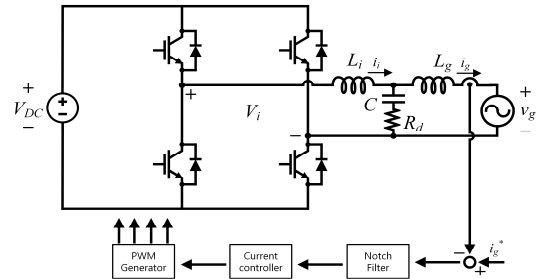 L_i i_i L_g i_g
+ V_DC −
+ V_i −
C R_d
+ v_g −
− + i_g*
PWM
Generator
Current
controller
Notch
Filter